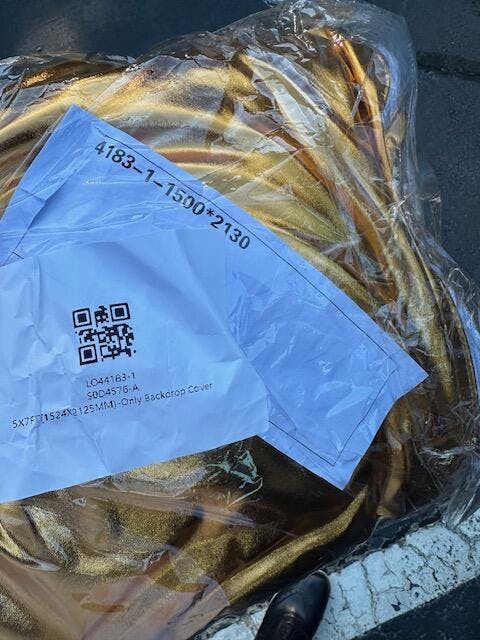 4183-1-1500*2130
LO44183-1
S0D4576-A
5X7FT(1524X2125MM)-Only Backdrop Cover